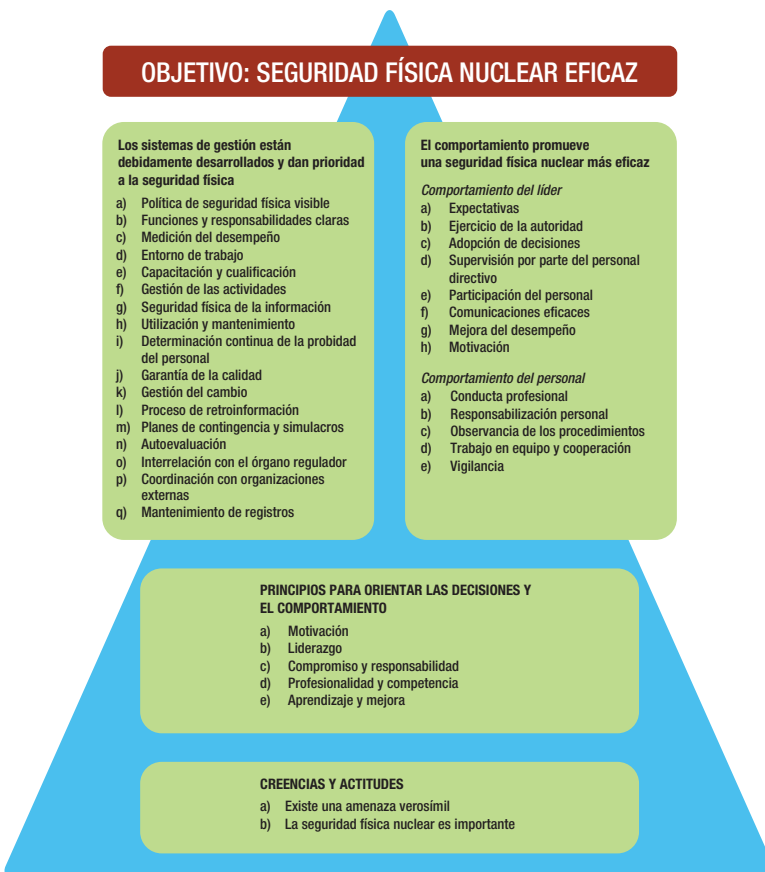 OBJETIVO: SEGURIDAD FÍSICA NUCLEAR EFICAZ
Los sistemas de gestión están
debidamente desarrollados y dan prioridad
a la seguridad física
a) Política de seguridad física visible
b) Funciones y responsabilidades claras
c) Medición del desempeño
d) Entorno de trabajo
e) Capacitación y cualificación
f) Gestión de las actividades
g) Seguridad física de la información
h) Utilización y mantenimiento
i) Determinación continua de la probidad
del personal
j) Garantía de la calidad
k) Gestión del cambio
l) Proceso de retroinformación
m) Planes de contingencia y simulacros
n) Autoevaluación
o) Interrelación con el órgano regulador
p) Coordinación con organizaciones
externas
q) Mantenimiento de registros
El comportamiento promueve
una seguridad física nuclear más eficaz
Comportamiento del líder
a) Expectativas
b) Ejercicio de la autoridad
c) Adopción de decisiones
d) Supervisión por parte del personal
directivo
e) Participación del personal
f) Comunicaciones eficaces
g) Mejora del desempeño
h) Motivación
Comportamiento del personal
a) Conducta profesional
b) Responsabilización personal
c) Observancia de los procedimientos
d) Trabajo en equipo y cooperación
e) Vigilancia
PRINCIPIOS PARA ORIENTAR LAS DECISIONES Y
EL COMPORTAMIENTO
a) Motivación
b) Liderazgo
c) Compromiso y responsabilidad
d) Profesionalidad y competencia
e) Aprendizaje y mejora
CREENCIAS Y ACTITUDES
a) Existe una amenaza verosímil
b) La seguridad física nuclear es importante